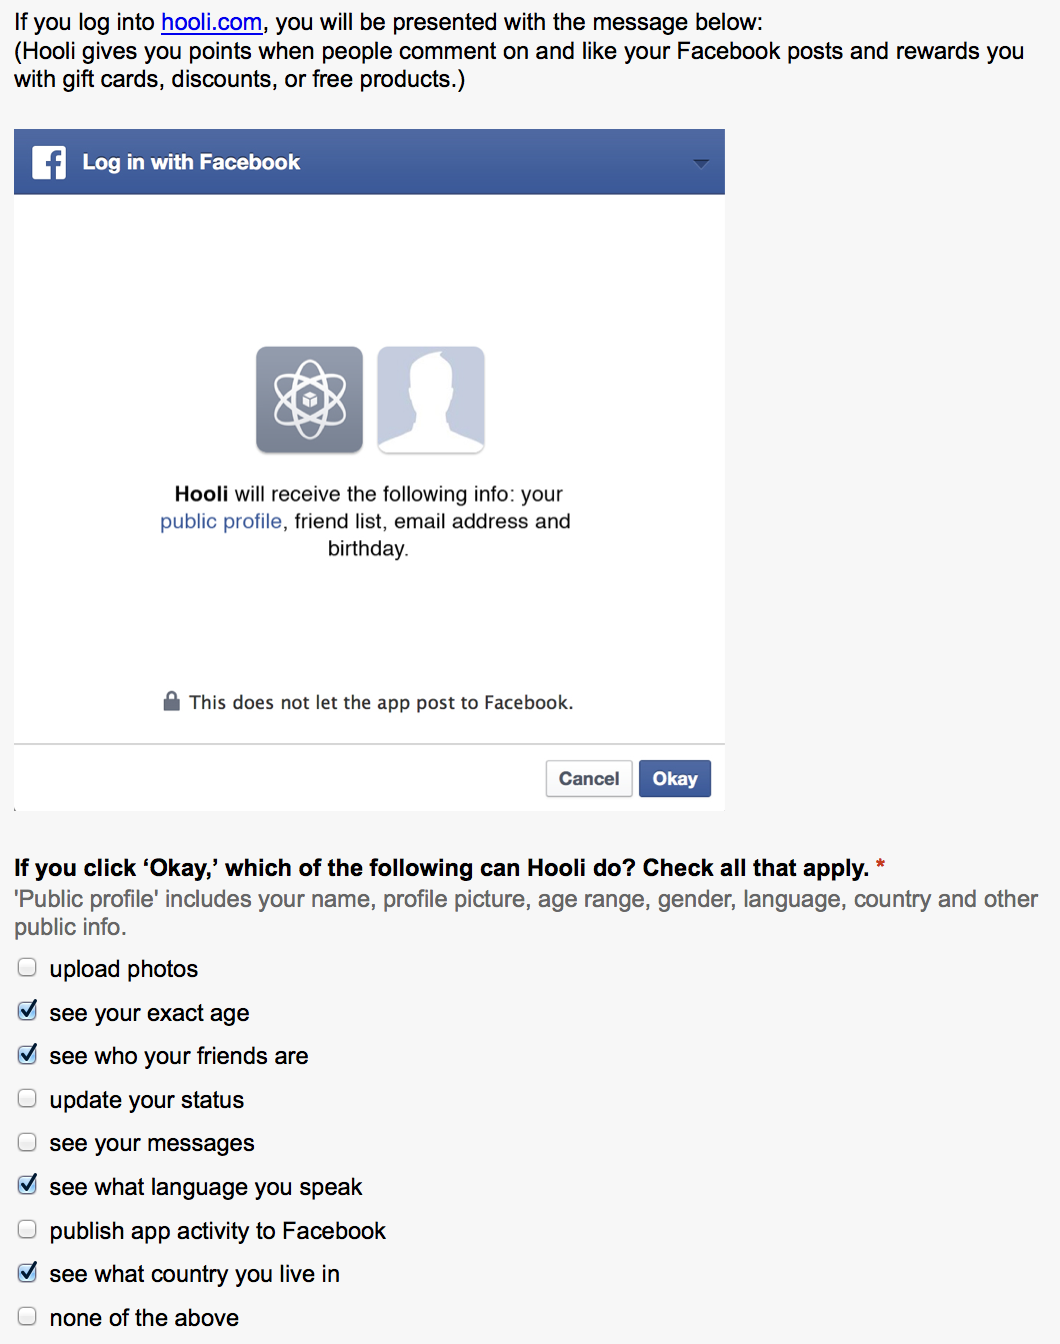 If you log into hooli.com, you will be presented with the message below:
(Hooli gives you points when people comment on and like your Facebook posts and rewards you
with gift cards, discounts, or free products.)
f Log in with Facebook
Hooli will receive the following info: your
public profile, friend list, email address and
birthday.
This does not let the app post to Facebook.
Cancel Okay
If you click ‘Okay,’ which of the following can Hooli do? Check all that apply. *
'Public profile' includes your name, profile picture, age range, gender, language, country and other
public info.
upload photos
see your exact age
see who your friends are
update your status
see your messages
see what language you speak
publish app activity to Facebook
see what country you live in
none of the above